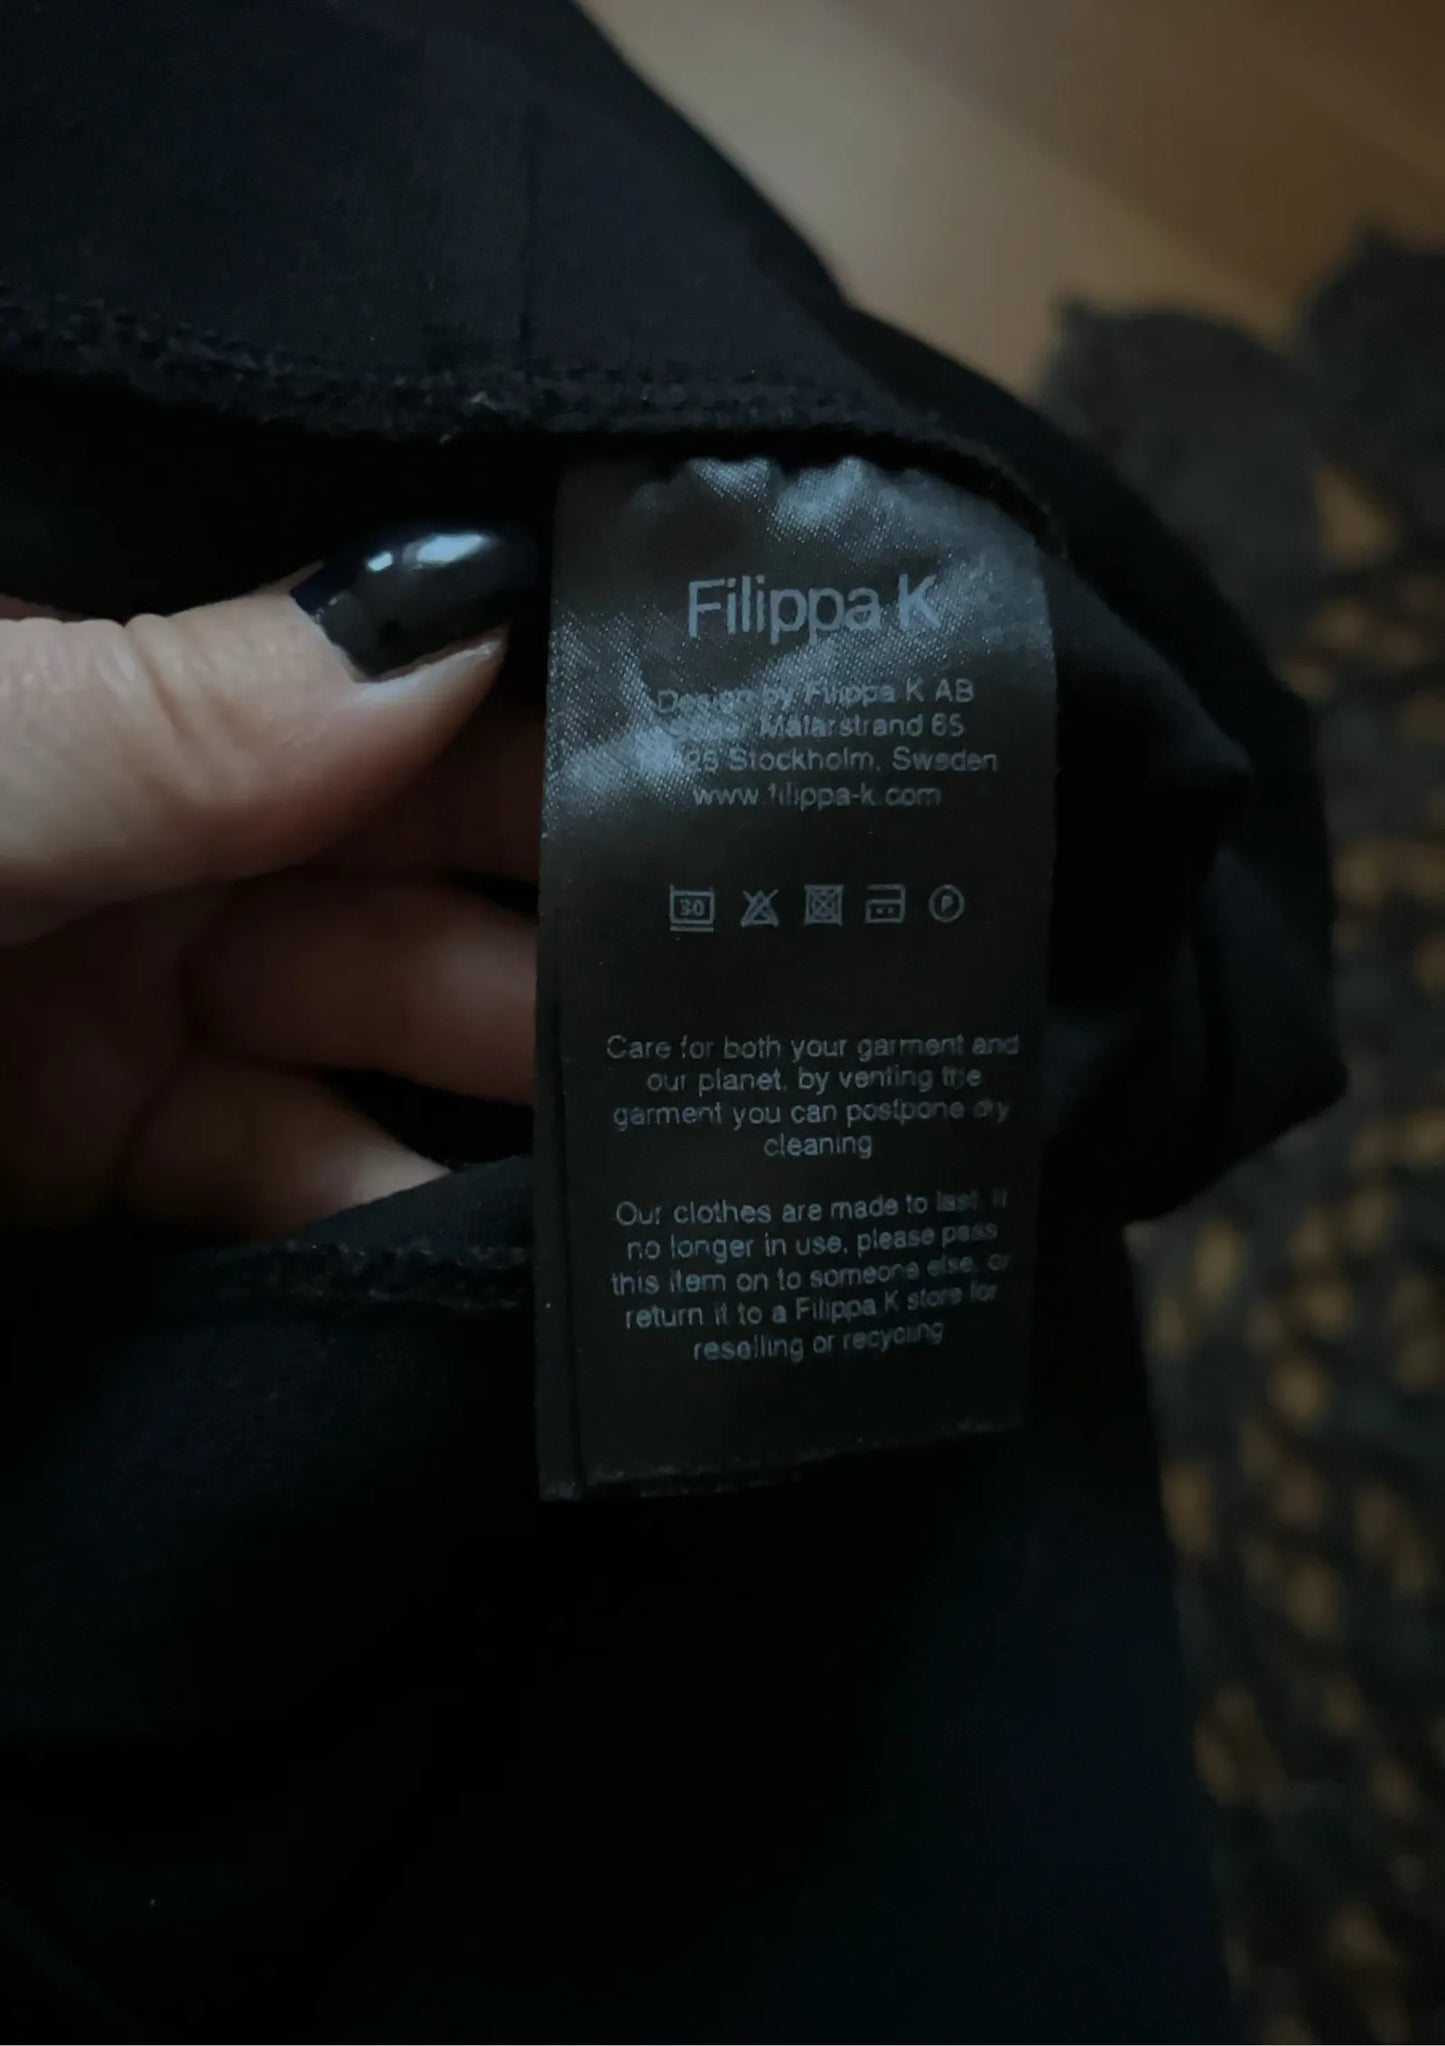 Filippa K
Design by Filippa K AB
Mälarstrand 65
Stockholm, Sweden
www.filippa-k.com
30
P
Care for both your garment and
our planet, by venting the
garment you can postpone dry
cleaning
Our clothes are made to last. If
no longer in use, please pass
this item on to someone else, or
return it to a Filippa K store for
reselling or recycling